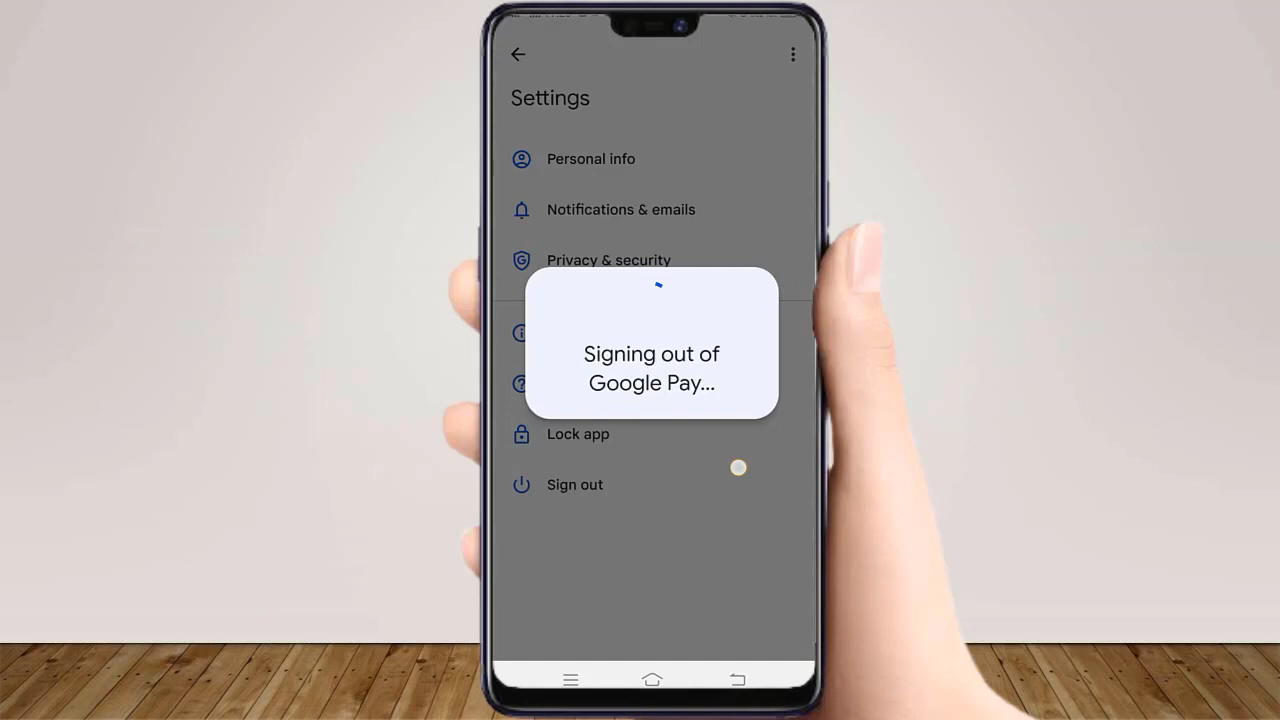 Settings
Personal info
Notifications & emails
Privacy & security
Signing out of
Google Pay...
Lock app
Sign out